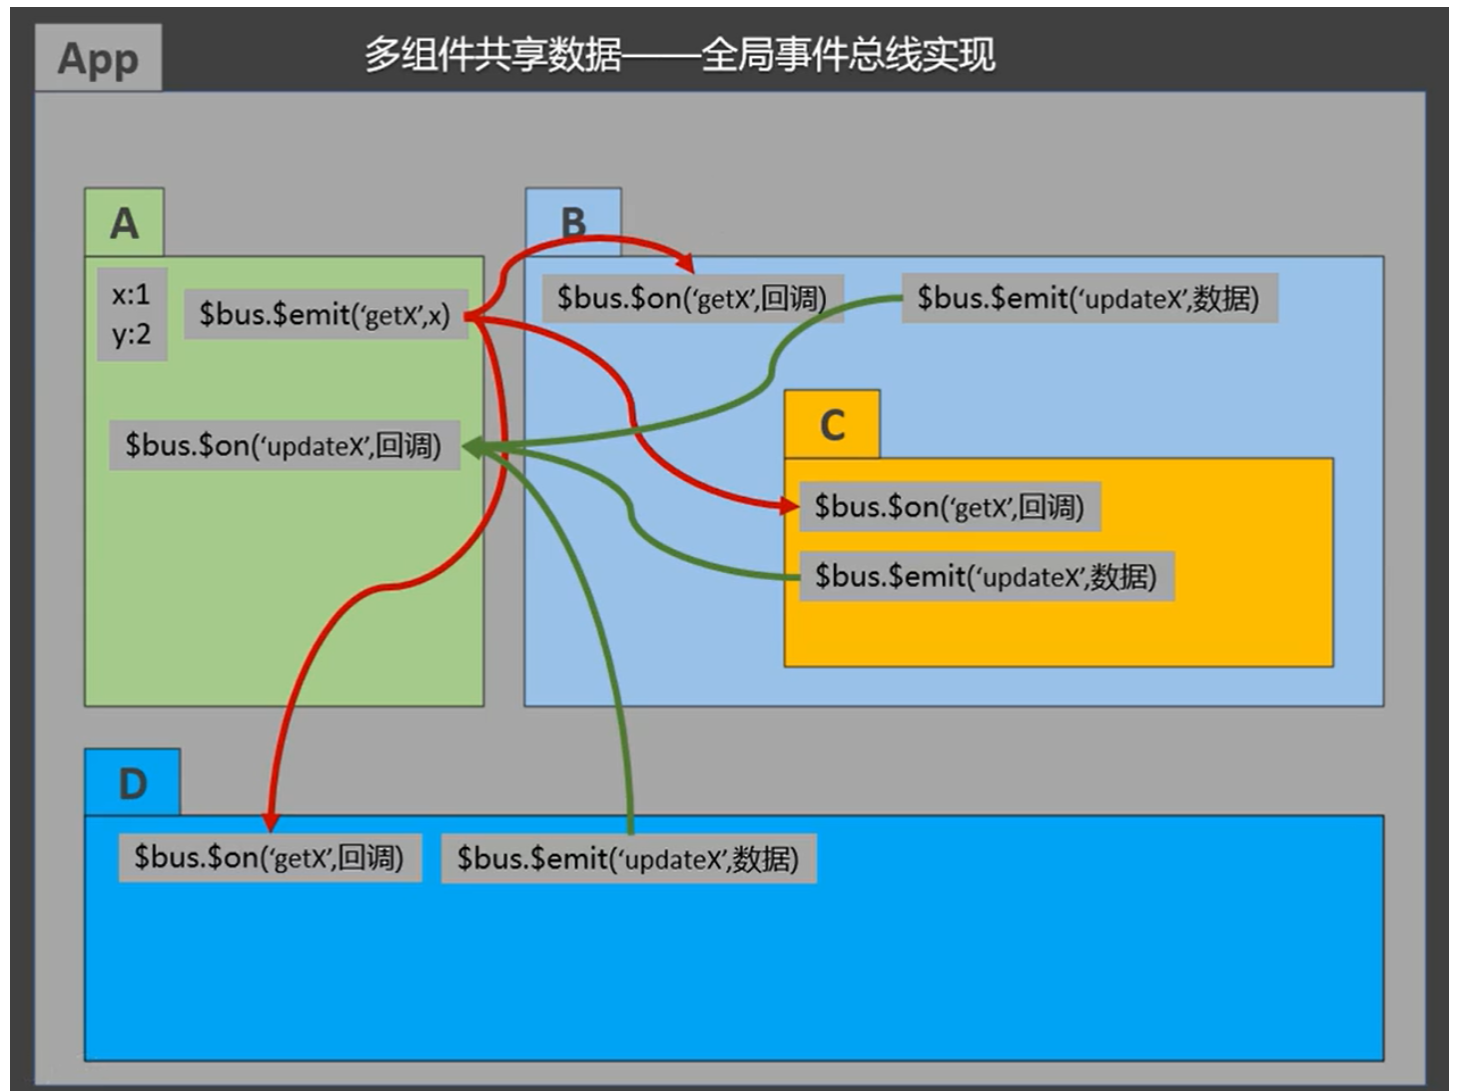 App
多组件共享数据——全局事件总线实现
A
x:1
y:2
$bus.$emit(‘getX’,x)
$bus.$on(‘updateX’,回调)
B
$bus.$on(‘getX’,回调)
$bus.$emit(‘updateX’,数据)
C
$bus.$on(‘getX’,回调)
$bus.$emit(‘updateX’,数据)
D
$bus.$on(‘getX’,回调)
$bus.$emit(‘updateX’,数据)